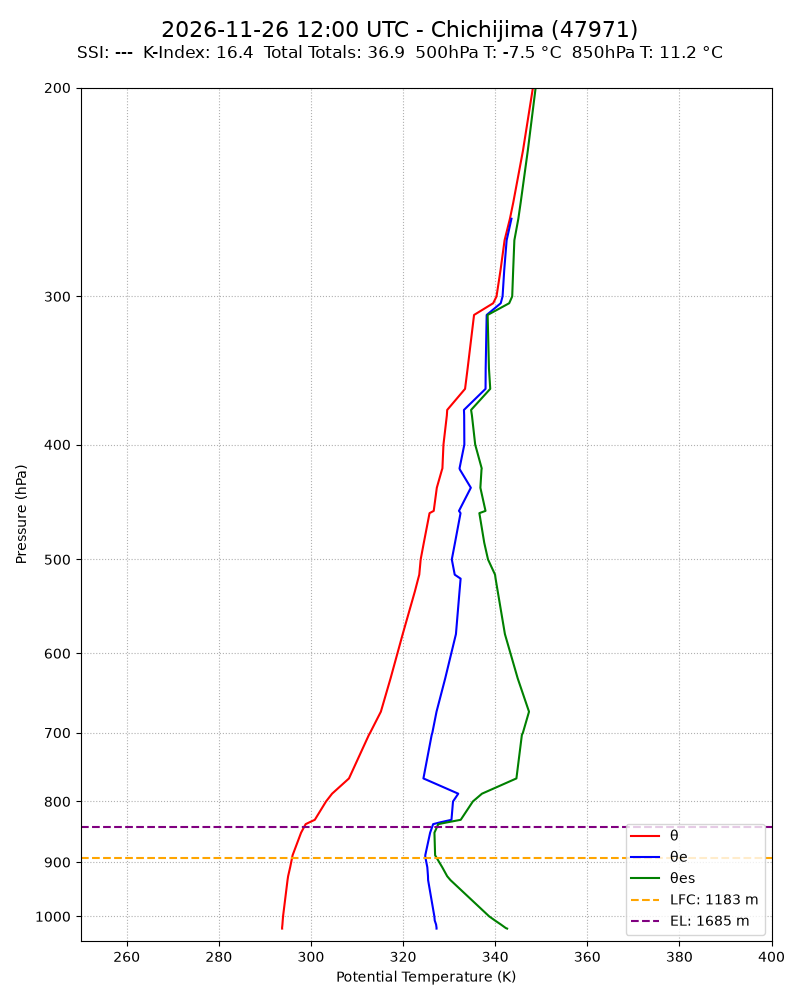 2026-11-26 12:00 UTC - Chichijima (47971)
SSI: --- K-Index: 16.4 Total Totals: 36.9 500hPa T: -7.5 °C 850hPa T: 11.2 °C
200
300
400
500
600
700
800
900
1000
Pressure (hPa)
θ
θe
θes
LFC: 1183 m
EL: 1685 m
260
280
300
320
340
360
380
400
Potential Temperature (K)